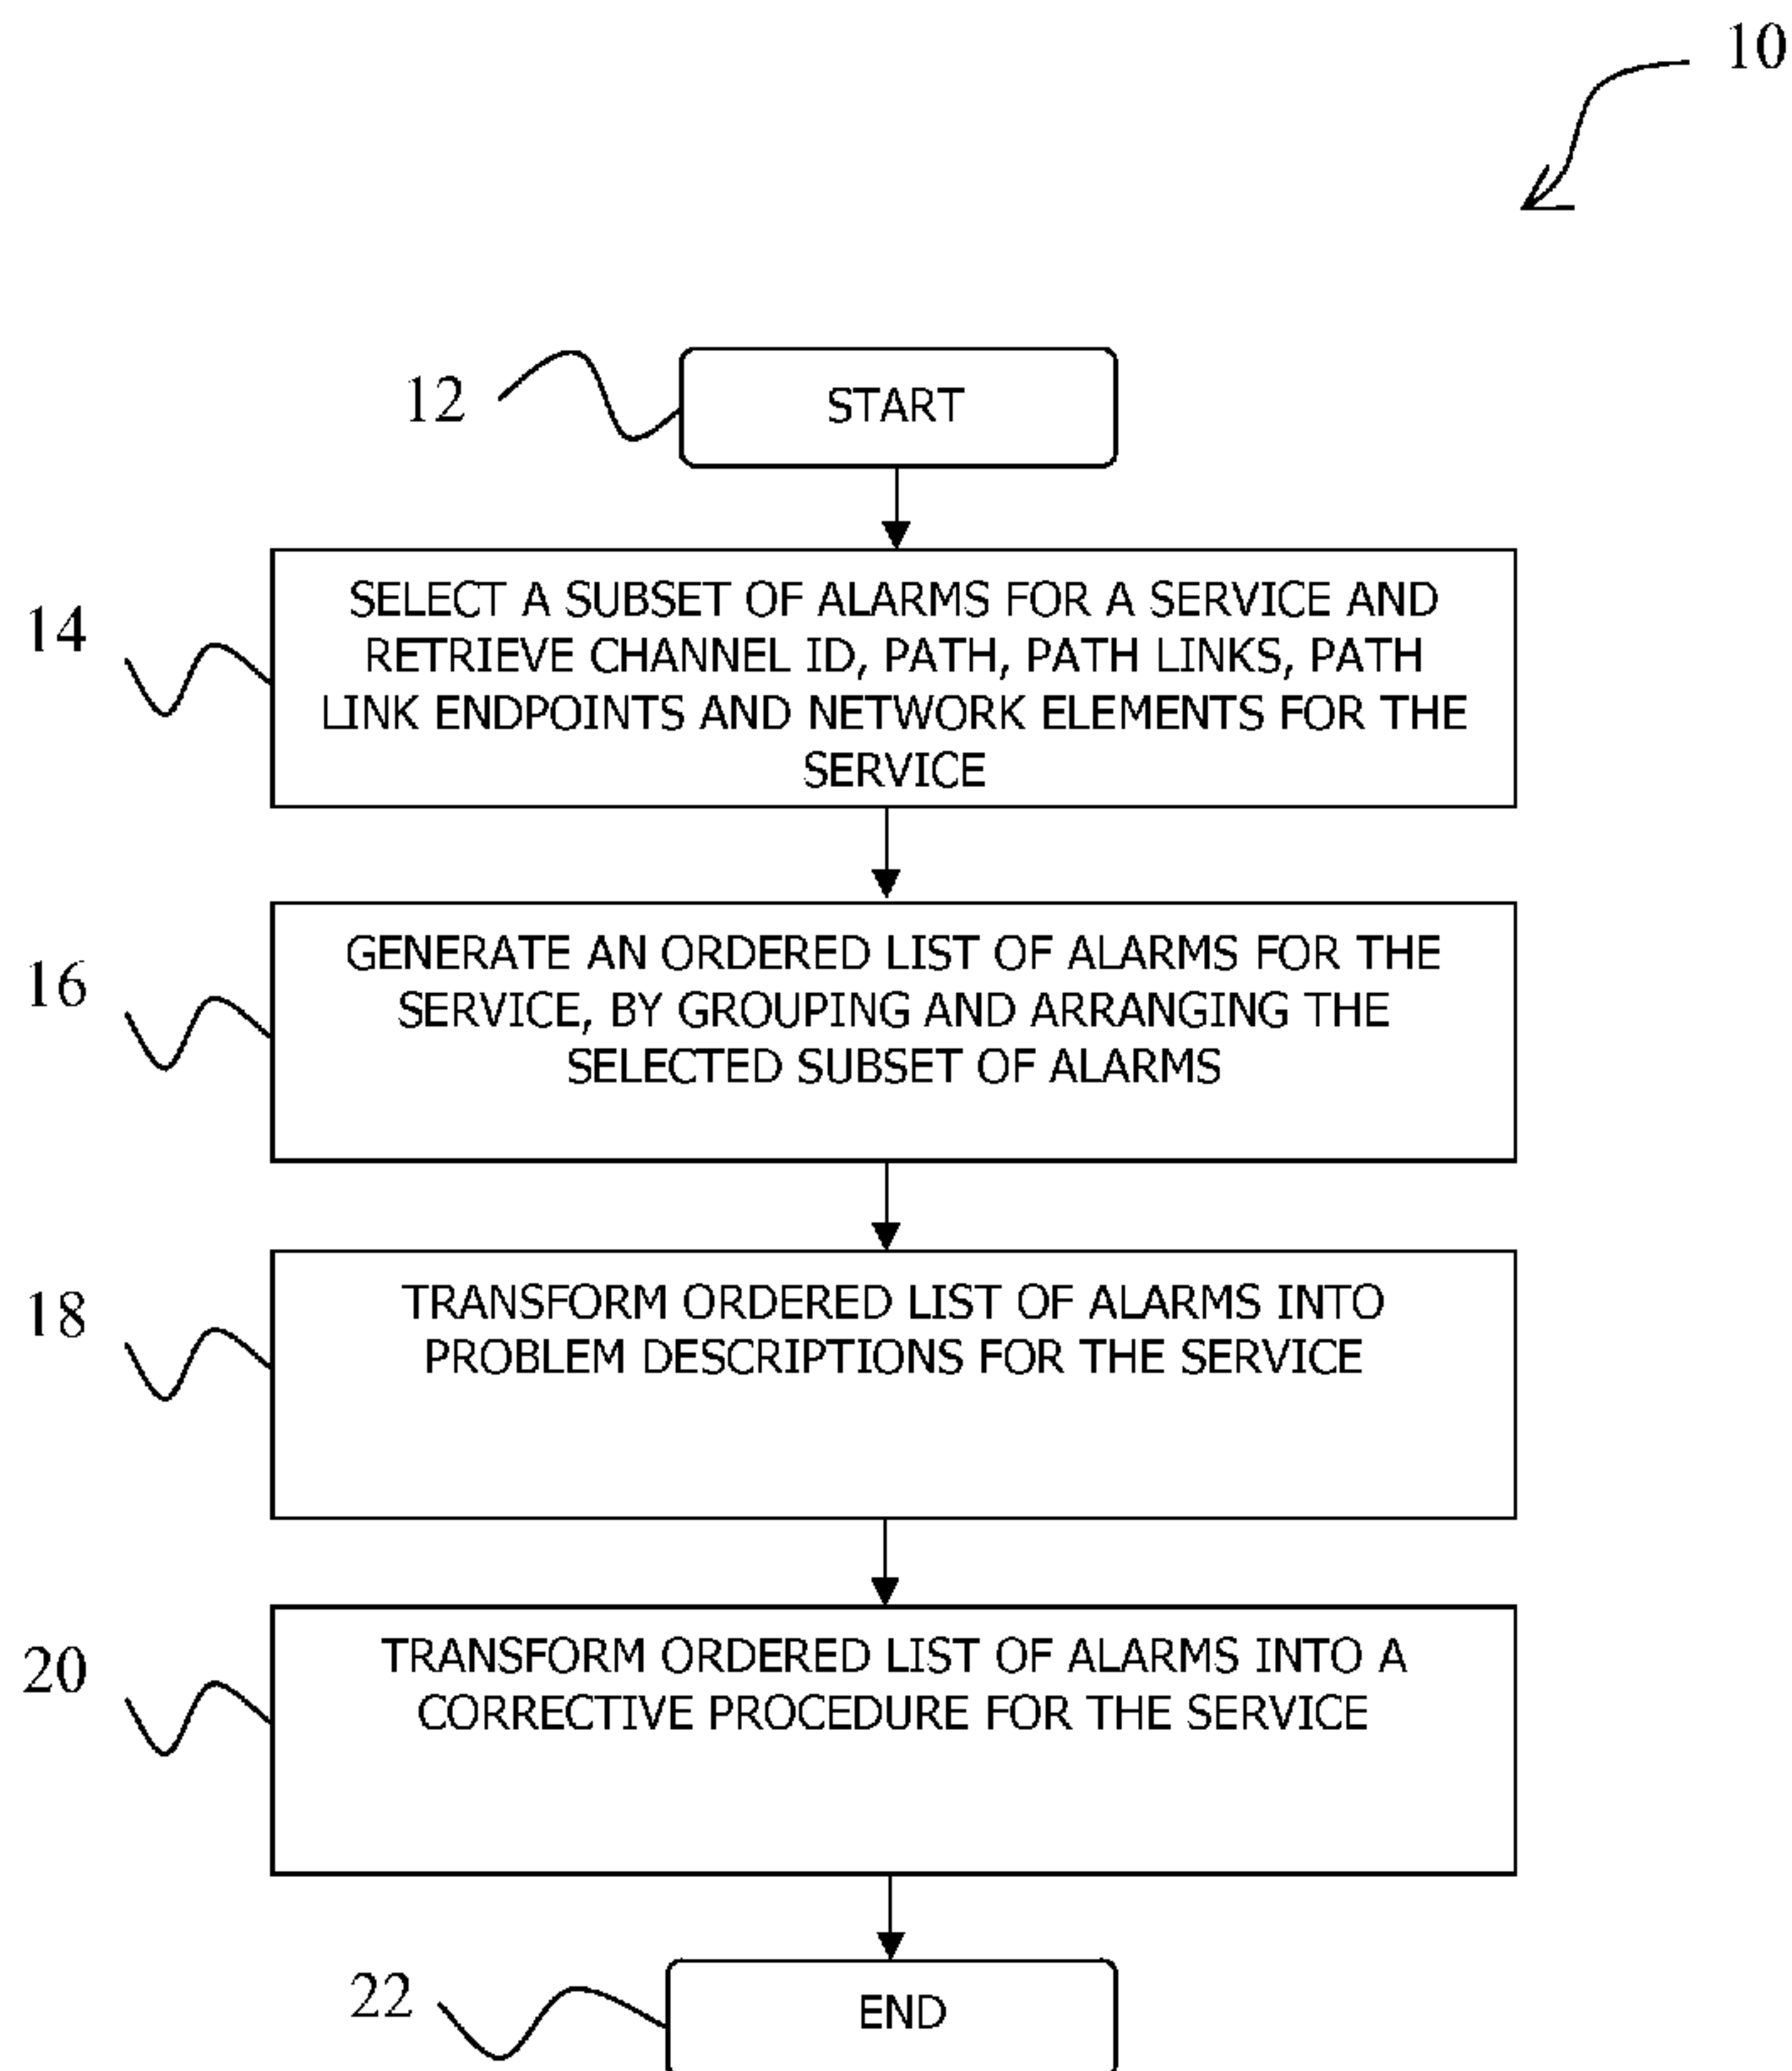 10
12
START
14
SELECT A SUBSET OF ALARMS FOR A SERVICE AND
RETRIEVE CHANNEL ID, PATH, PATH LINKS, PATH
LINK ENDPOINTS AND NETWORK ELEMENTS FOR THE
SERVICE
16
GENERATE AN ORDERED LIST OF ALARMS FOR THE
SERVICE, BY GROUPING AND ARRANGING THE
SELECTED SUBSET OF ALARMS
18
TRANSFORM ORDERED LIST OF ALARMS INTO
PROBLEM DESCRIPTIONS FOR THE SERVICE
20
TRANSFORM ORDERED LIST OF ALARMS INTO A
CORRECTIVE PROCEDURE FOR THE SERVICE
22
END